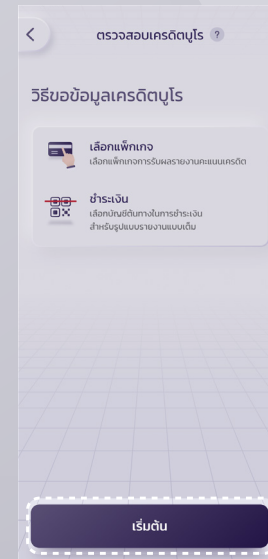 ตรวจสอบเครดิตบูโร ?
วิธีขอข้อมูลเครดิตบูโร
เลือกแพ็กเกจ
เลือกแพ็กเกจการรับผลรายงานคะแนนเครดิต
ชำระเงิน
เลือกบัญชีต้นทางในการชำระเงิน
สำหรับรูปแบบรายงานแบบเต็ม
เริ่มต้น